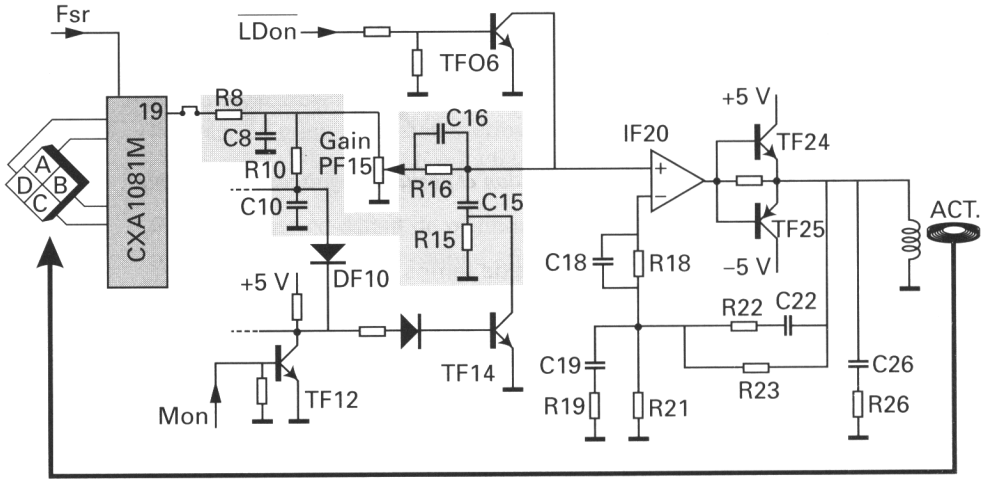 Fsr
LDon
TFO6
+5 V
19
R8
C8
Gain
PF15
C16
IF20
TF24
A
D
B
C
CXA1081M
R10
R16
C10
C15
R15
TF25
ACT.
−5 V
DF10
C18
R18
+5 V
R22
C22
TF14
C19
R23
C26
TF12
Mon
R19
R21
R26
+
−